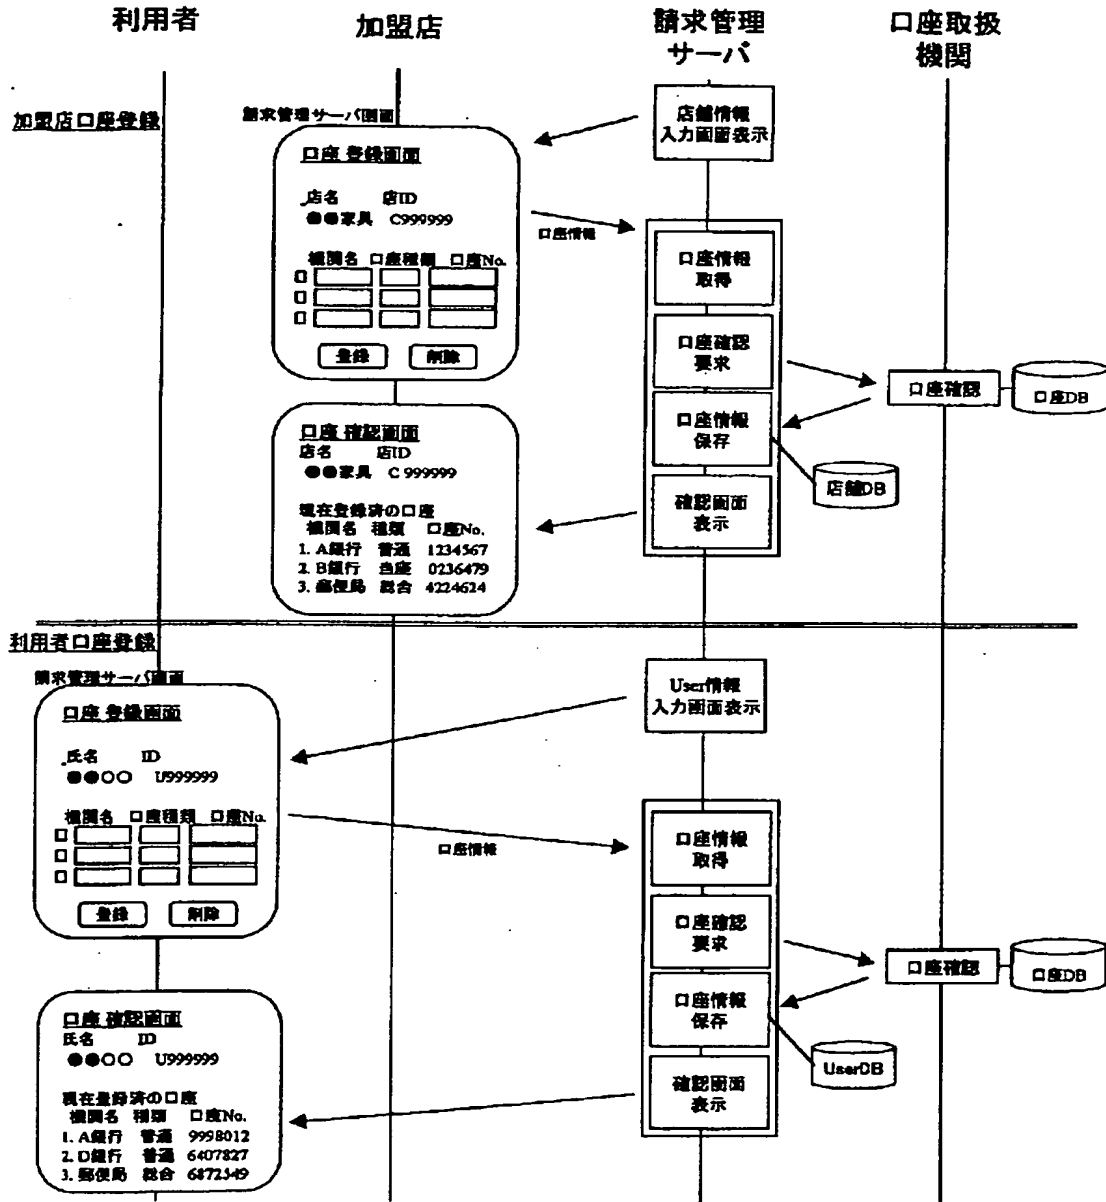 利用者
加盟店
請求管理
サーバ
口座取扱
機関
加盟店口座登録
請求管理サーバ画面
口座 登録画面
店名 店ID
●●家具 C999999
機関名 口座種類 口座No.
登録 削除
店舗情報
入力画面表示
口座情報
口座情報
取得
口座確認
要求
口座確認
口座DB
口座情報
保存
店舗DB
確認画面
表示
口座 確認画面
店名 店ID
●●家具 C 999999
現在登録済の口座
機関名 種類 口座No.
1. A銀行 普通 1234567
2. B銀行 当座 0236479
3. 郵便局 総合 4224624
利用者口座登録
請求管理サーバ画面
口座 登録画面
氏名 ID
●●○○ U999999
機関名 口座種類 口座No.
登録 削除
User情報
入力画面表示
口座情報
口座情報
取得
口座確認
要求
口座確認
口座DB
口座情報
保存
UserDB
確認画面
表示
口座 確認画面
氏名 ID
●●○○ U999999
現在登録済の口座
機関名 種類 口座No.
1. A銀行 普通 9998012
2. D銀行 普通 6407827
3. 郵便局 総合 6872349